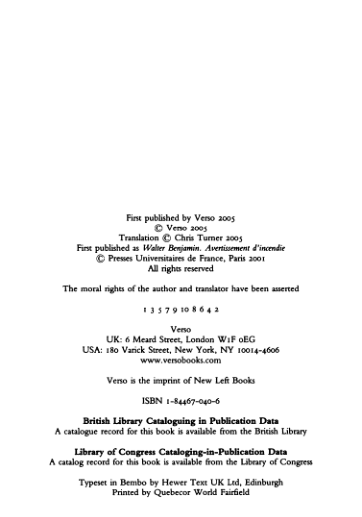 First published by Verso 2005
© Verso 2005
Translation © Chris Turner 2005
First published as Walter Benjamin. Avertissement d'incendie
© Presses Universitaires de France, Paris 2001
All rights reserved
The moral rights of the author and translator have been asserted
1 3 5 7 9 10 8 6 4 2
Verso
UK: 6 Meard Street, London W1F 0EG
USA: 180 Varick Street, New York, NY 10014-4606
www.versobooks.com
Verso is the imprint of New Left Books
ISBN 1-84467-040-6
British Library Cataloguing in Publication Data
A catalogue record for this book is available from the British Library
Library of Congress Cataloging-in-Publication Data
A catalog record for this book is available from the Library of Congress
Typeset in Bembo by Hewer Text UK Ltd, Edinburgh
Printed by Quebecor World Fairfield